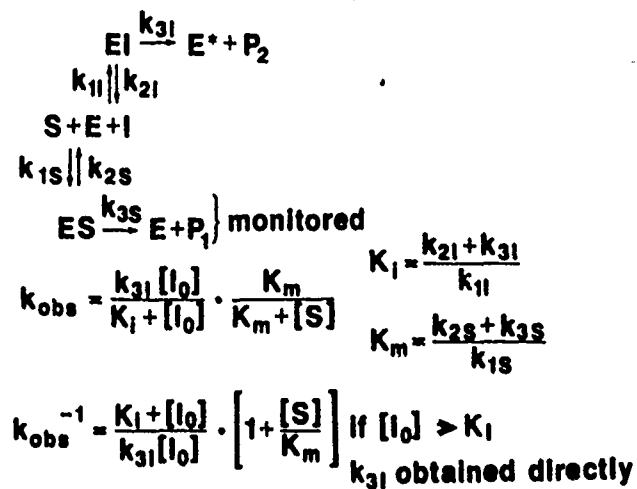 EI k3I → E* + P2
k1I ⇅ k2I
S+E+I
k1S ⇅ k2S
ES k3S → E+P1 } monitored
Ki = (k2I + k3I) / k1I
kobs = k3I [I0] / (Ki + [I0]) · Km / (Km + [S])
Km = (k2S + k3S) / k1S
kobs⁻¹ = (Ki + [I0]) / (k3I [I0]) · [1 + [S] / Km] if [I0] > Ki
k3I obtained directly